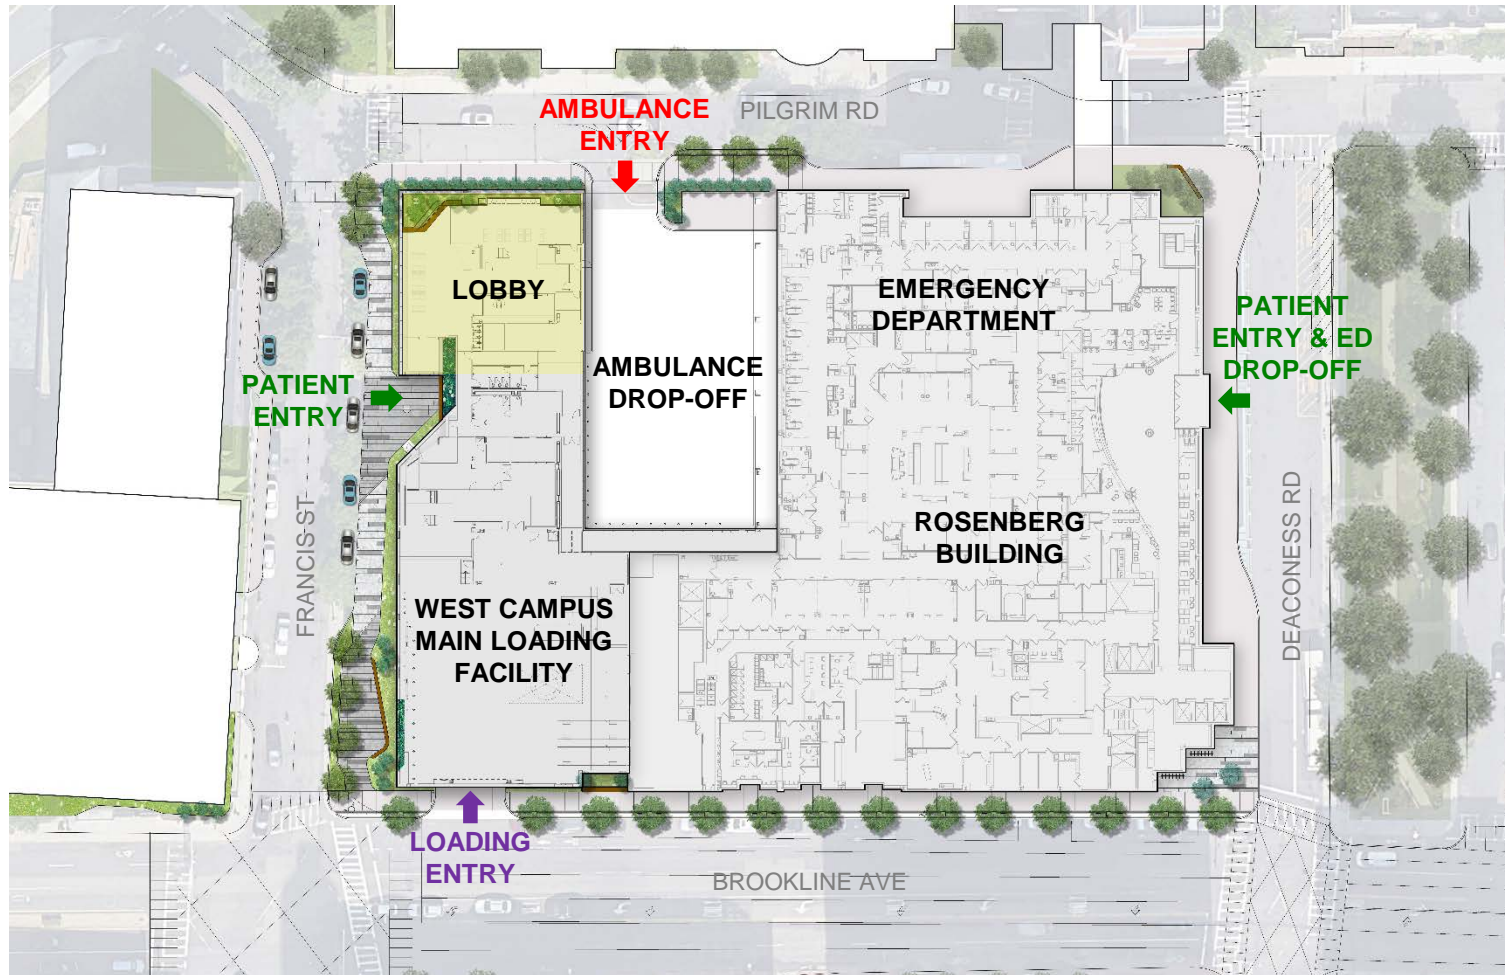 AMBULANCE
ENTRY
PILGRIM RD
LOBBY
EMERGENCY
DEPARTMENT
PATIENT
ENTRY & ED
DROP-OFF
AMBULANCE
DROP-OFF
PATIENT
ENTRY
FRANCIS ST
ROSENBERG
BUILDING
DEACONESS RD
WEST CAMPUS
MAIN LOADING
FACILITY
LOADING
ENTRY
BROOKLINE AVE